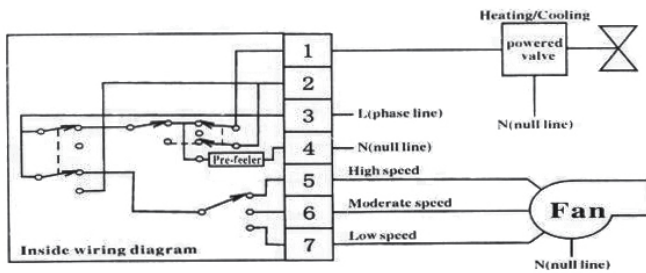 Heating/Cooling
powered
valve
N(null line)
1
2
3
L(phase line)
4
N(null line)
Pre-feeler
5
High speed
6
Moderate speed
7
Low speed
Fan
N(null line)
Inside wiring diagram